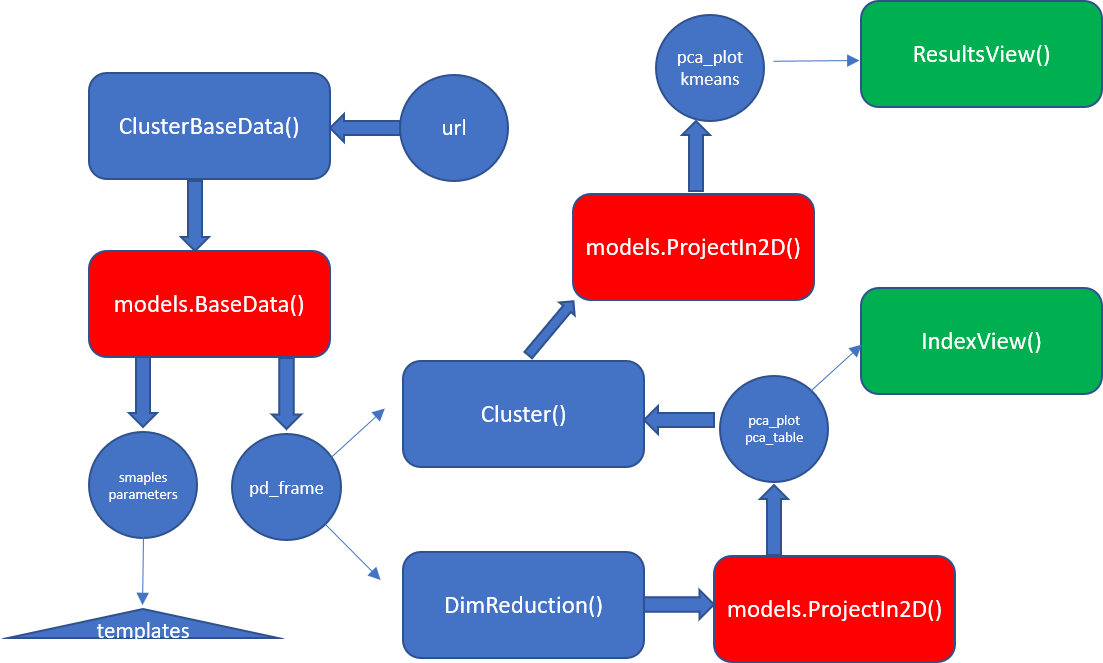 pca_plot
kmeans
ResultsView()
ClusterBaseData()
url
models.ProjectIn2D()
models.BaseData()
IndexView()
Cluster()
pca_plot
pca_table
smaples
parameters
pd_frame
DimReduction()
models.ProjectIn2D()
templates